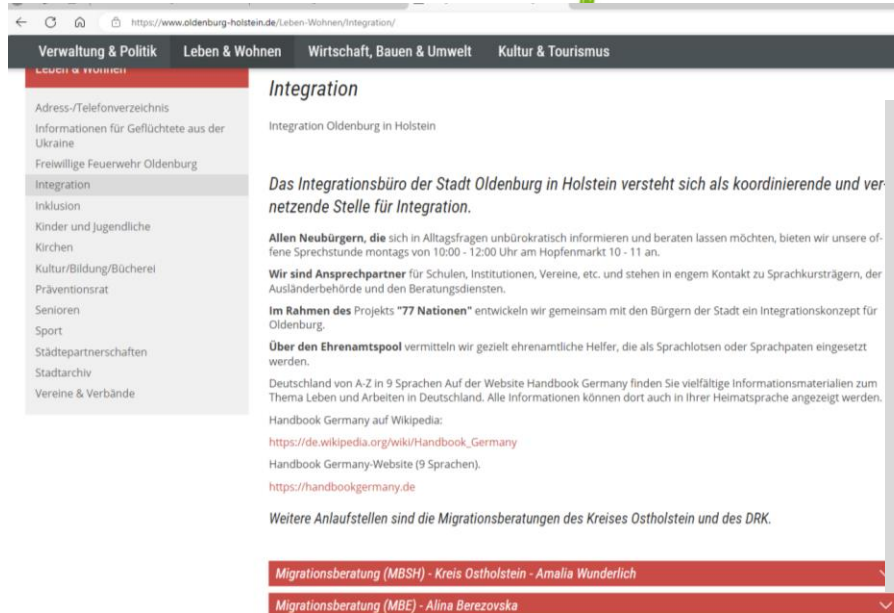 https://www.oldenburg-holstein.de/Leben-Wohnen/Integration/
Verwaltung & Politik Leben & Wohnen Wirtschaft, Bauen & Umwelt Kultur & Tourismus
Leben & Wohnen
Adress-/Telefonverzeichnis
Informationen für Geflüchtete aus der
Ukraine
Freiwillige Feuerwehr Oldenburg
Integration
Inklusion
Kinder und Jugendliche
Kirchen
Kultur/Bildung/Bücherei
Präventionsrat
Senioren
Sport
Städtepartnerschaften
Stadtarchiv
Vereine & Verbände
Integration
Integration Oldenburg in Holstein
Das Integrationsbüro der Stadt Oldenburg in Holstein versteht sich als koordinierende und ver-
netzende Stelle für Integration.
Allen Neubürgern, die sich in Alltagsfragen unbürokratisch informieren und beraten lassen möchten, bieten wir unsere of-
fene Sprechstunde montags von 10:00 - 12:00 Uhr am Hopfenmarkt 10 - 11 an.
Wir sind Ansprechpartner für Schulen, Institutionen, Vereine, etc. und stehen in engem Kontakt zu Sprachkursträgern, der
Ausländerbehörde und den Beratungsdiensten.
Im Rahmen des Projekts "77 Nationen" entwickeln wir gemeinsam mit den Bürgern der Stadt ein Integrationskonzept für
Oldenburg.
Über den Ehrenamtspool vermitteln wir gezielt ehrenamtliche Helfer, die als Sprachlotsen oder Sprachpaten eingesetzt
werden.
Deutschland von A-Z in 9 Sprachen Auf der Website Handbook Germany finden Sie vielfältige Informationsmaterialien zum
Thema Leben und Arbeiten in Deutschland. Alle Informationen können dort auch in Ihrer Heimatsprache angezeigt werden.
Handbook Germany auf Wikipedia:
https://de.wikipedia.org/wiki/Handbook_Germany
Handbook Germany-Website (9 Sprachen).
https://handbookgermany.de
Weitere Anlaufstellen sind die Migrationsberatungen des Kreises Ostholstein und des DRK.
Migrationsberatung (MBSH) - Kreis Ostholstein - Amalia Wunderlich
Migrationsberatung (MBE) - Alina Berezovska